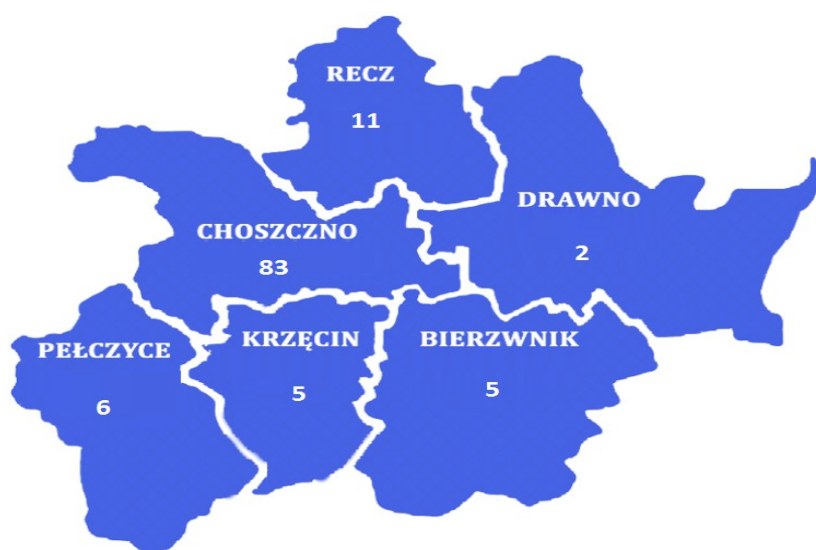 RECZ
11
DRAWNO
2
CHOSZCZNO
83
PEŁCZYCE
6
KRZĘCIN
5
BIERZWNIK
5